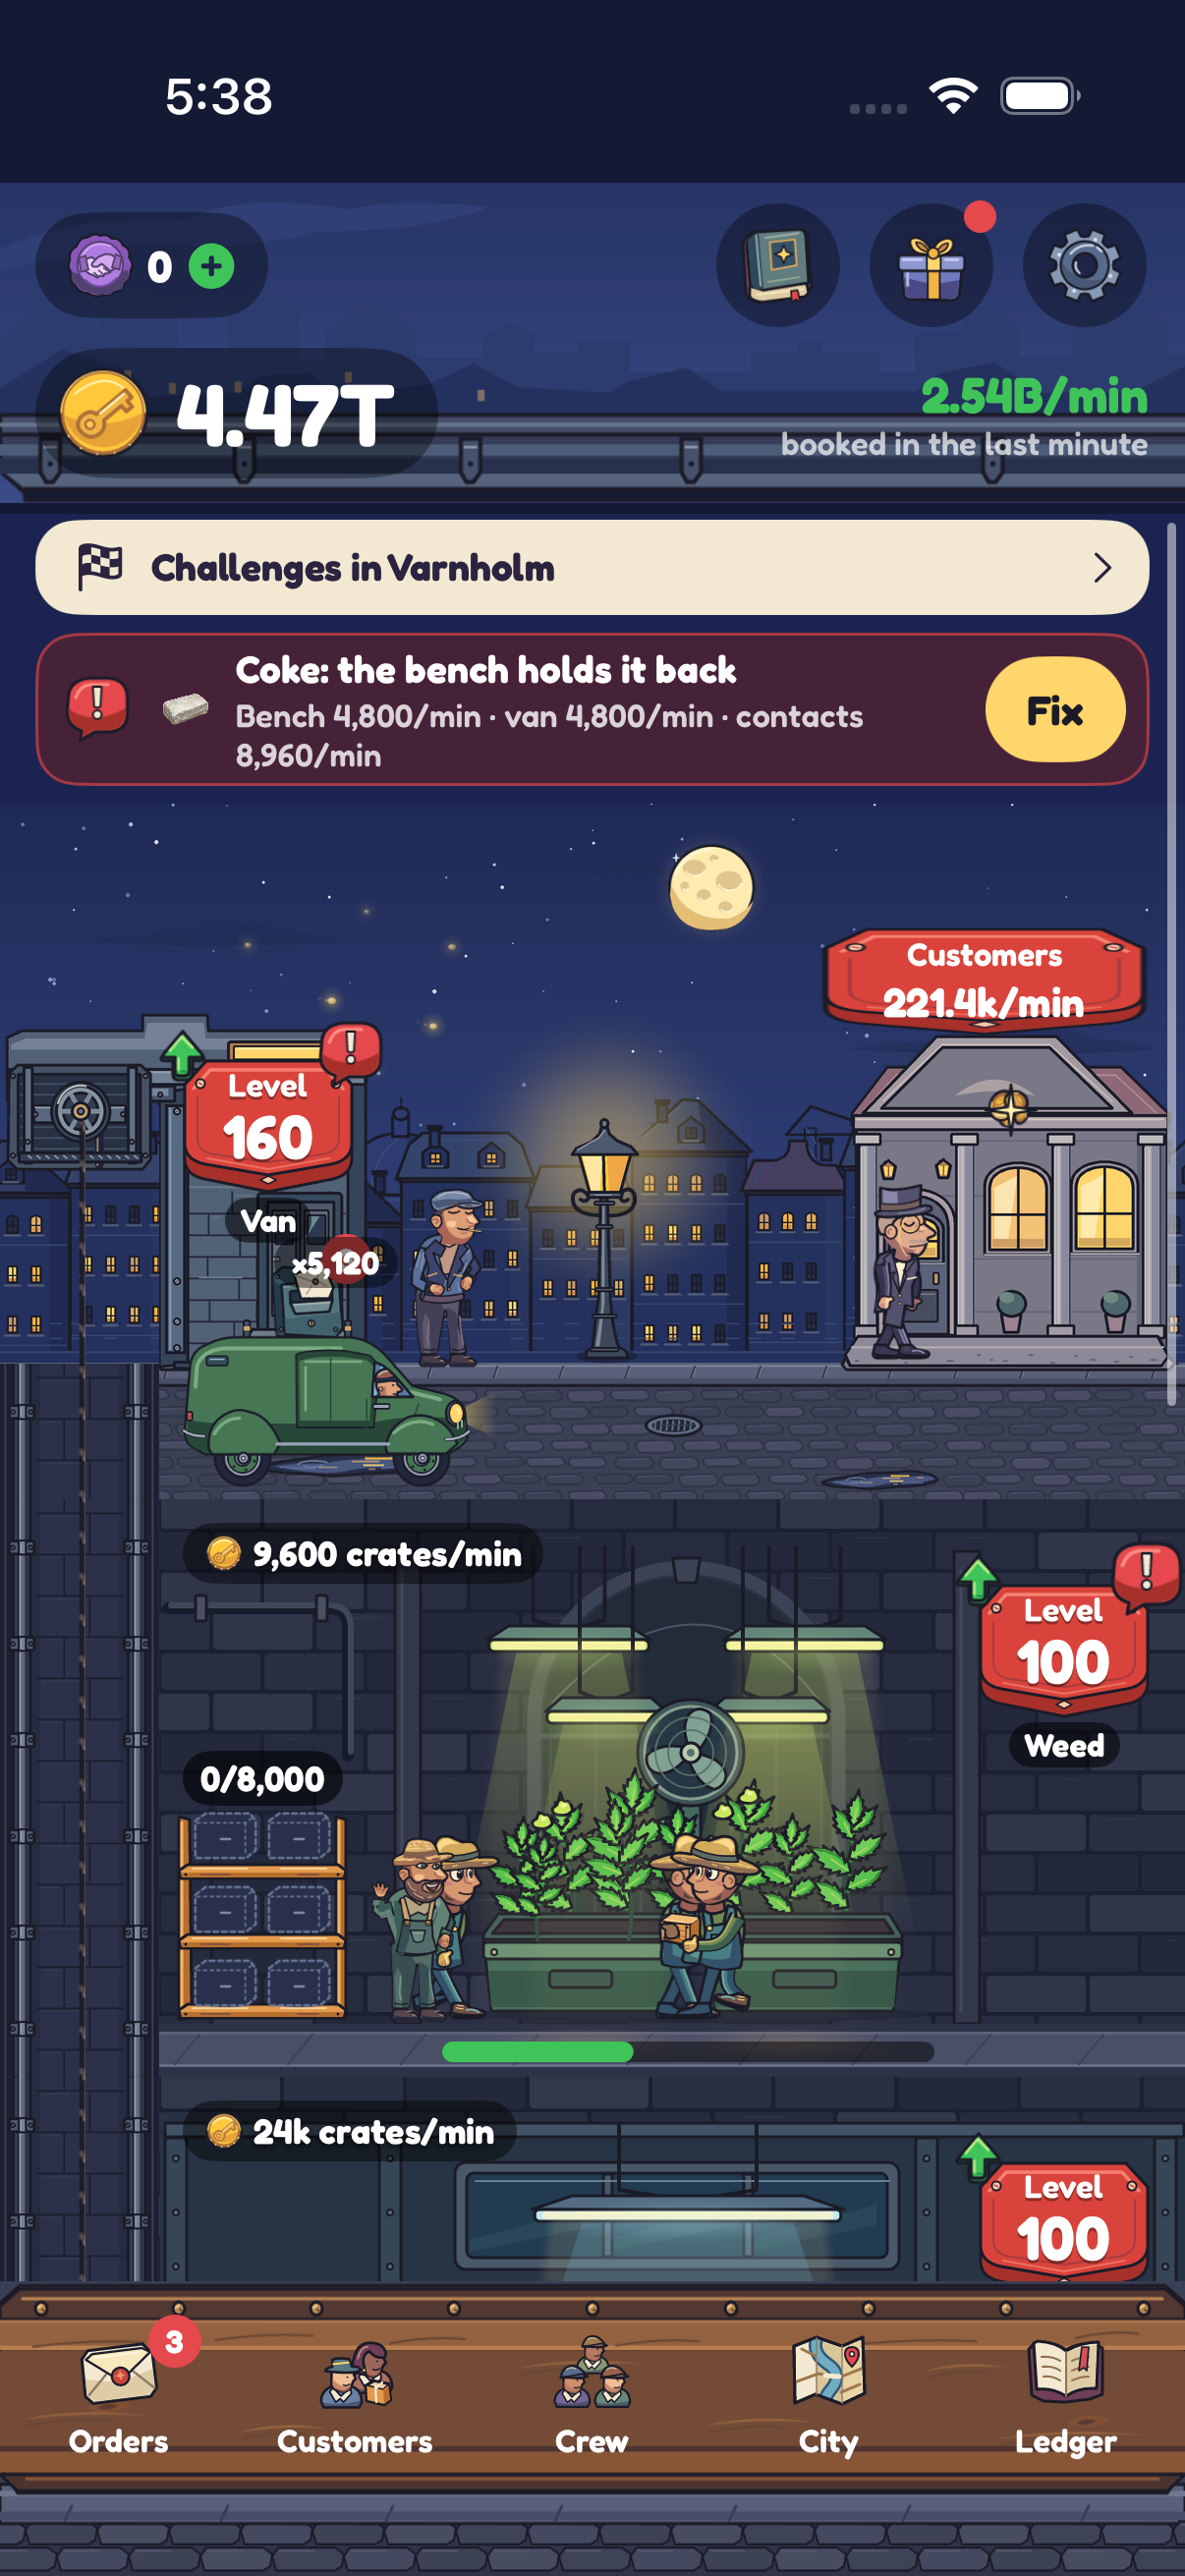 5:38
0
4.47T
2.54B/min
booked in the last minute
Challenges in Varnholm
Coke: the bench holds it back
Bench 4,800/min · van 4,800/min · contacts
8,960/min
Fix
Customers
221.4k/min
Level
160
Van
×5,120
9,600 crates/min
Level
100
Weed
0/8,000
24k crates/min
Level
100
3
Orders
Customers
Crew
City
Ledger